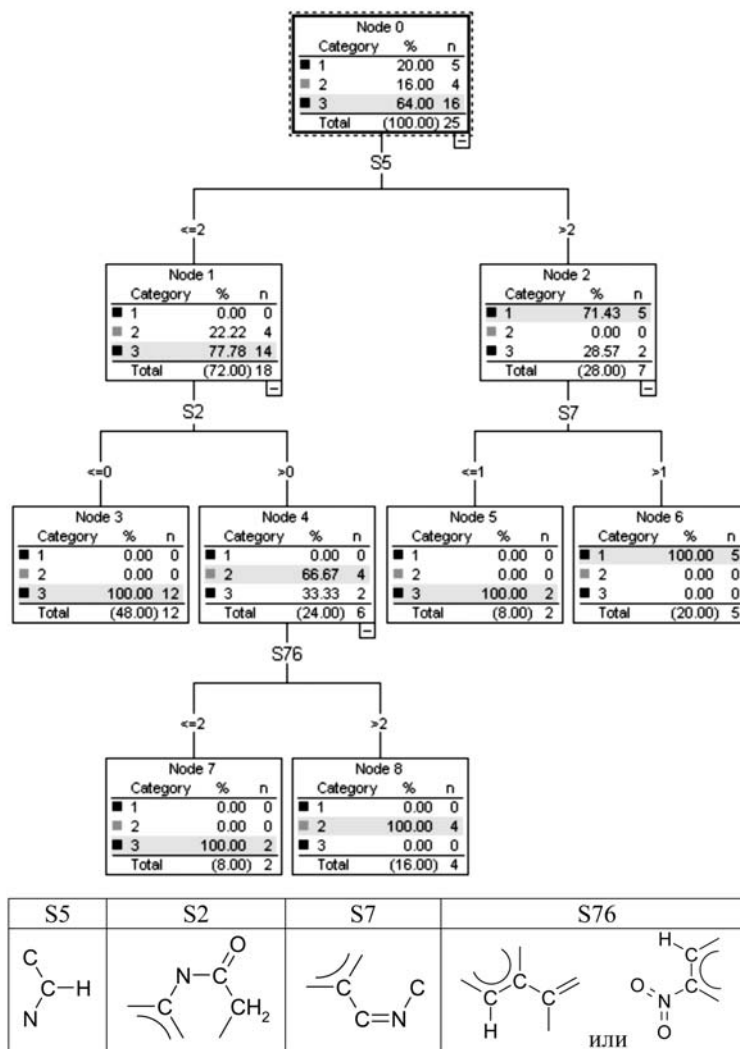 Node 0
Category % n
1 20.00 5
2 16.00 4
3 64.00 16
Total (100.00) 25
S5
<=2 >2
Node 1
Category % n
1 0.00 0
2 22.22 4
3 77.78 14
Total (72.00) 18
Node 2
Category % n
1 71.43 5
2 0.00 0
3 28.57 2
Total (28.00) 7
S2
S7
<=0 >0 <=1 >1
Node 3
Category % n
1 0.00 0
2 0.00 0
3 100.00 12
Total (48.00) 12
Node 4
Category % n
1 0.00 0
2 66.67 4
3 33.33 2
Total (24.00) 6
Node 5
Category % n
1 0.00 0
2 0.00 0
3 100.00 2
Total (8.00) 2
Node 6
Category % n
1 100.00 5
2 0.00 0
3 0.00 0
Total (20.00) 5
S76
<=2 >2
Node 7
Category % n
1 0.00 0
2 0.00 0
3 100.00 2
Total (8.00) 2
Node 8
Category % n
1 0.00 0
2 100.00 4
3 0.00 0
Total (16.00) 4
S5 S2 S7 S76
C
C H
N
O
N C
C CH2
C
C
C N
C
C C
H
H
C
C
O N
O
или